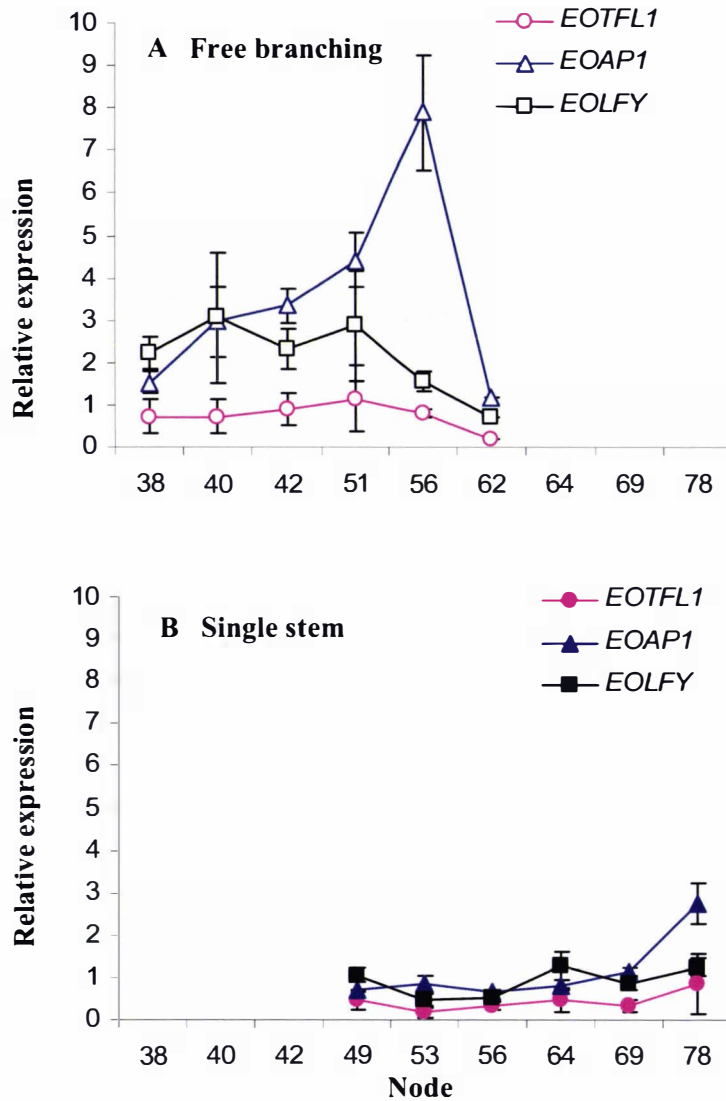 A Free branching
EOTFL1
EOAP1
EOLFY
Relative expression
10
9
8
7
6
5
4
3
2
1
0
38 40 42 51 56 62 64 69 78
B Single stem
EOTFL1
EOAP1
EOLFY
Relative expression
10
9
8
7
6
5
4
3
2
1
0
38 40 42 49 53 56 64 69 78
Node